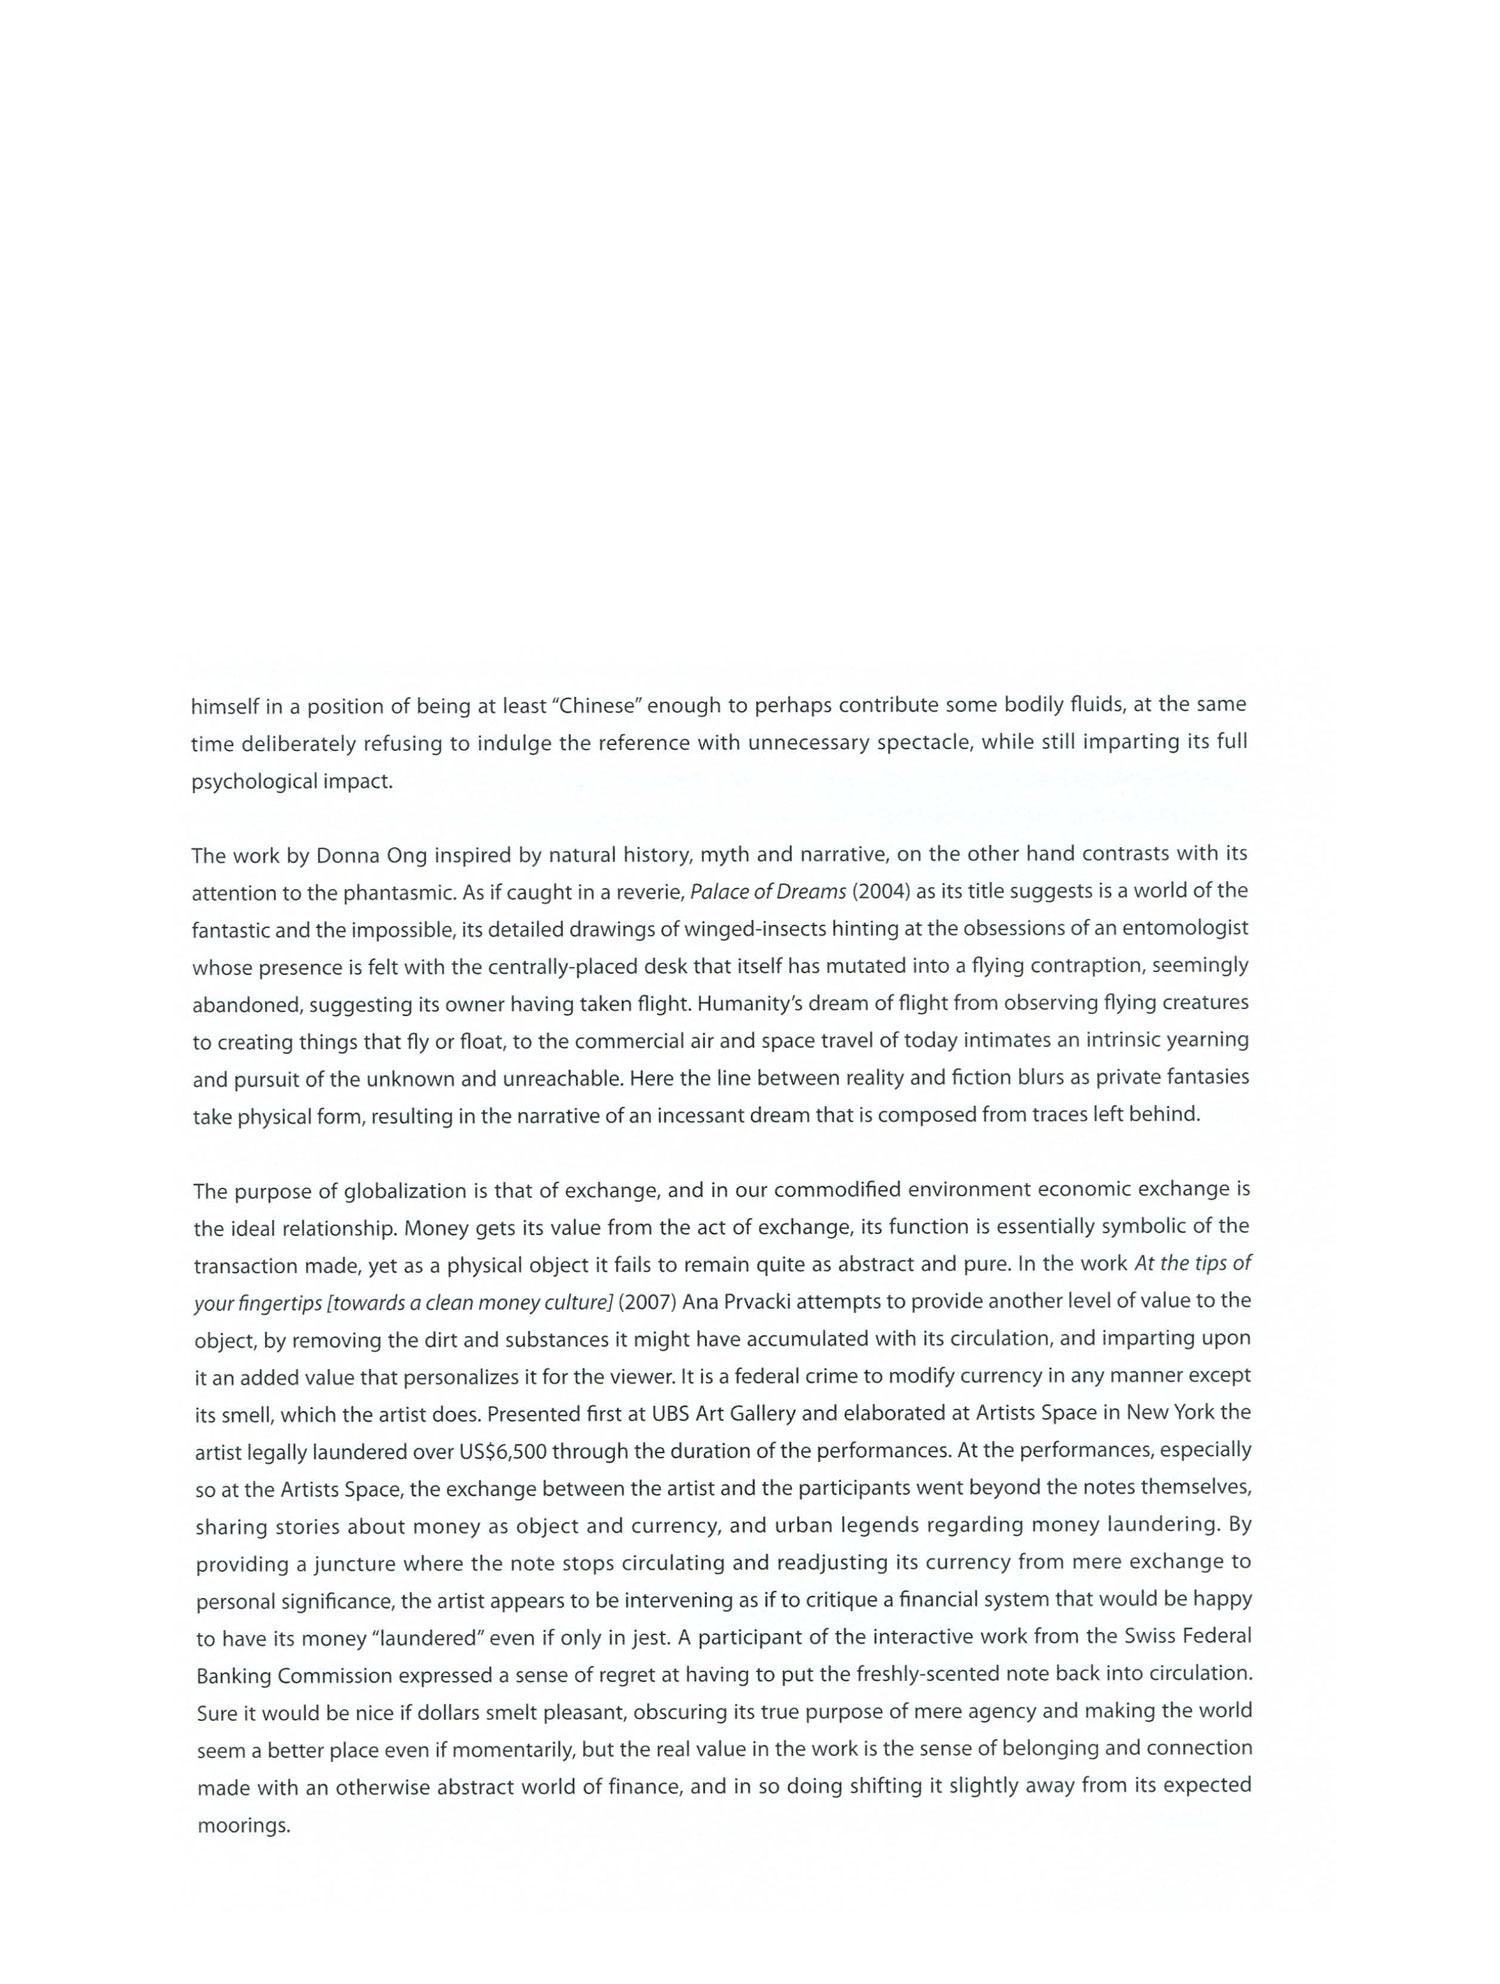 himself in a position of being at least “Chinese” enough to perhaps contribute some bodily fluids, at the same
time deliberately refusing to indulge the reference with unnecessary spectacle, while still imparting its full
psychological impact.
The work by Donna Ong inspired by natural history, myth and narrative, on the other hand contrasts with its
attention to the phantasmic. As if caught in a reverie, Palace of Dreams (2004) as its title suggests is a world of the
fantastic and the impossible, its detailed drawings of winged-insects hinting at the obsessions of an entomologist
whose presence is felt with the centrally-placed desk that itself has mutated into a flying contraption, seemingly
abandoned, suggesting its owner having taken flight. Humanity’s dream of flight from observing flying creatures
to creating things that fly or float, to the commercial air and space travel of today intimates an intrinsic yearning
and pursuit of the unknown and unreachable. Here the line between reality and fiction blurs as private fantasies
take physical form, resulting in the narrative of an incessant dream that is composed from traces left behind.
The purpose of globalization is that of exchange, and in our commodified environment economic exchange is
the ideal relationship. Money gets its value from the act of exchange, its function is essentially symbolic of the
transaction made, yet as a physical object it fails to remain quite as abstract and pure. In the work At the tips of
your fingertips [towards a clean money culture] (2007) Ana Prvacki attempts to provide another level of value to the
object, by removing the dirt and substances it might have accumulated with its circulation, and imparting upon
it an added value that personalizes it for the viewer. It is a federal crime to modify currency in any manner except
its smell, which the artist does. Presented first at UBS Art Gallery and elaborated at Artists Space in New York the
artist legally laundered over US$6,500 through the duration of the performances. At the performances, especially
so at the Artists Space, the exchange between the artist and the participants went beyond the notes themselves,
sharing stories about money as object and currency, and urban legends regarding money laundering. By
providing a juncture where the note stops circulating and readjusting its currency from mere exchange to
personal significance, the artist appears to be intervening as if to critique a financial system that would be happy
to have its money “laundered” even if only in jest. A participant of the interactive work from the Swiss Federal
Banking Commission expressed a sense of regret at having to put the freshly-scented note back into circulation.
Sure it would be nice if dollars smelt pleasant, obscuring its true purpose of mere agency and making the world
seem a better place even if momentarily, but the real value in the work is the sense of belonging and connection
made with an otherwise abstract world of finance, and in so doing shifting it slightly away from its expected
moorings.